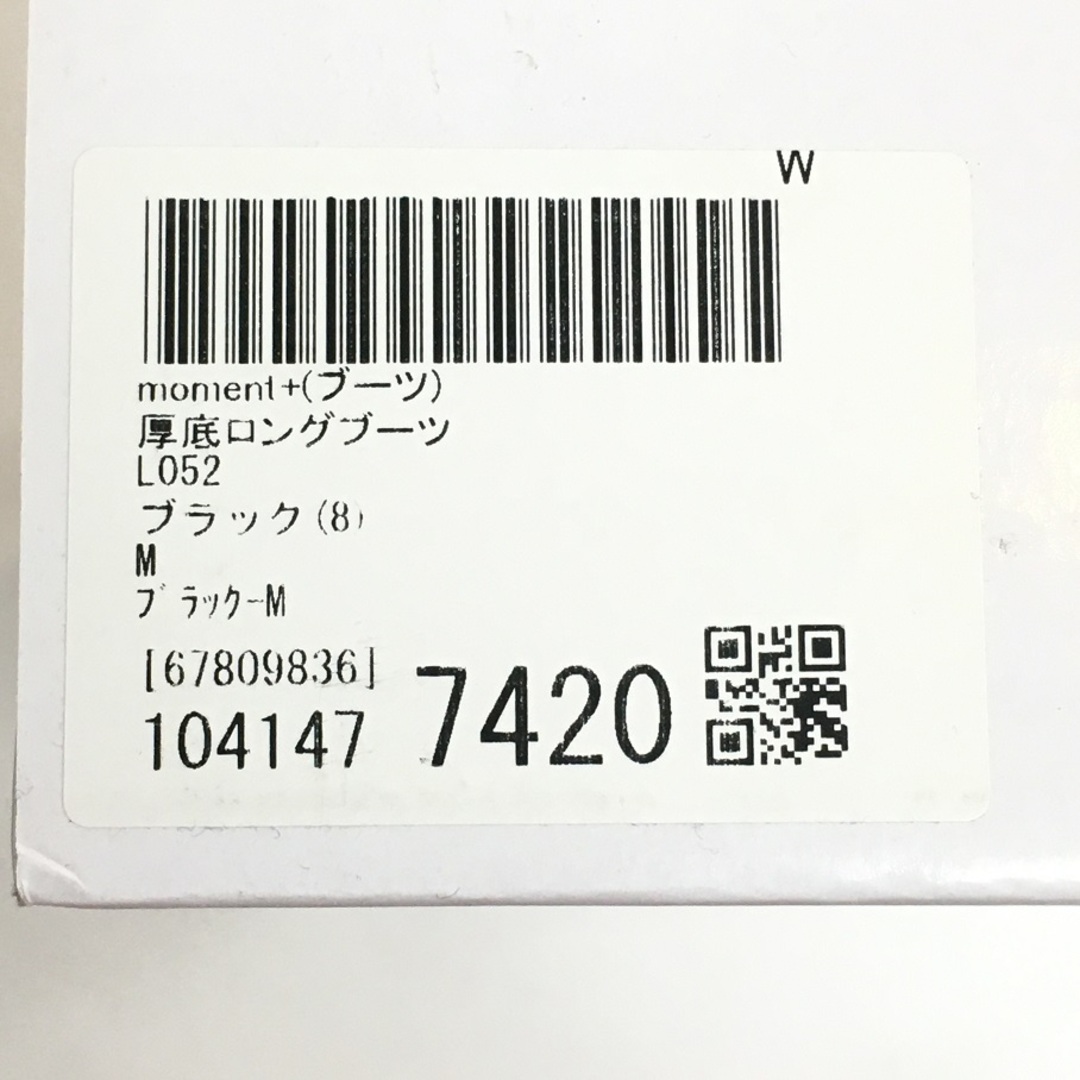 W
moment+(ブーツ)
厚底ロングブーツ
L052
ブラック(8)
M
ﾌﾞﾗｯｸ-M
[67809836]
104147 7420